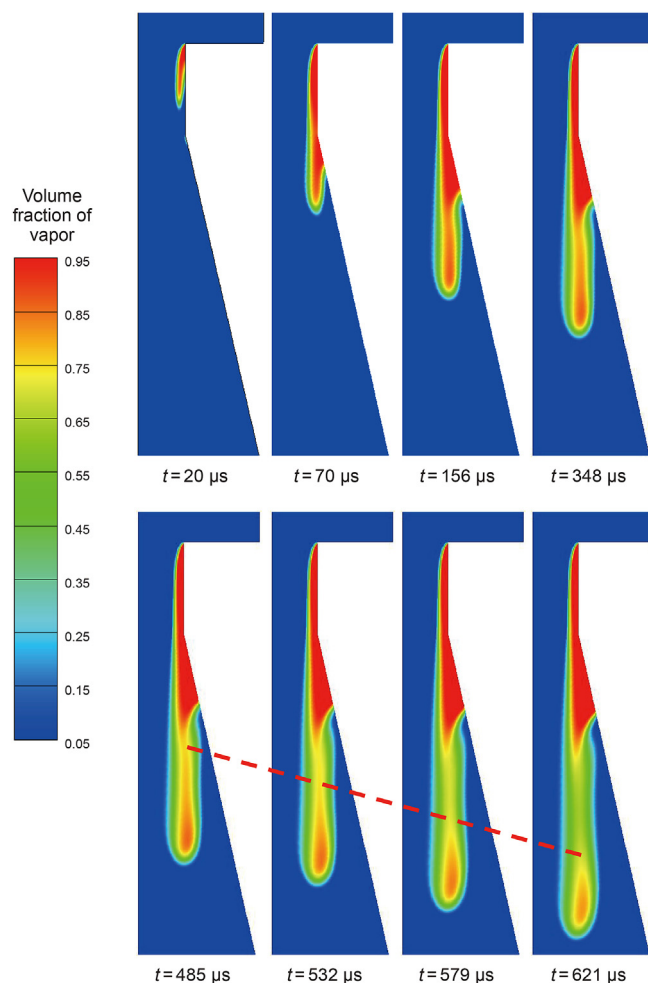 t = 20 μs
t = 70 μs
t = 156 μs
t = 348 μs
Volume
fraction of
vapor
0.95
0.85
0.75
0.65
0.55
0.45
0.35
0.25
0.15
0.05
t = 485 μs
t = 532 μs
t = 579 μs
t = 621 μs